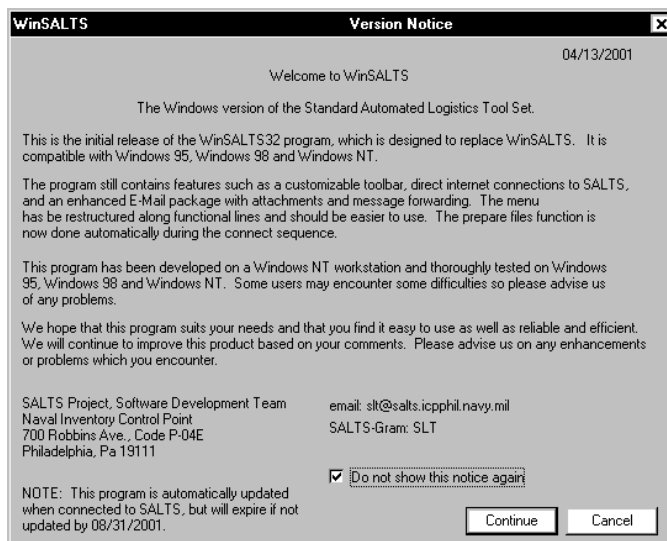 WinSALTS Version Notice
04/13/2001
Welcome to WinSALTS
The Windows version of the Standard Automated Logistics Tool Set.
This is the initial release of the WinSALTS32 program, which is designed to replace WinSALTS. It is
compatible with Windows 95, Windows 98 and Windows NT.
The program still contains features such as a customizable toolbar, direct internet connections to SALTS,
and an enhanced E-Mail package with attachments and message forwarding. The menu
has be restructured along functional lines and should be easier to use. The prepare files function is
now done automatically during the connect sequence.
This program has been developed on a Windows NT workstation and thoroughly tested on Windows
95, Windows 98 and Windows NT. Some users may encounter some difficulties so please advise us
of any problems.
We hope that this program suits your needs and that you find it easy to use as well as reliable and efficient.
We will continue to improve this product based on your comments. Please advise us on any enhancements
or problems which you encounter.
SALTS Project, Software Development Team
Naval Inventory Control Point
700 Robbins Ave., Code P-04E
Philadelphia, Pa 19111
email: slt@salts.icpphil.navy.mil
SALTS-Gram: SLT
Do not show this notice again
NOTE: This program is automatically updated
when connected to SALTS, but will expire if not
updated by 08/31/2001.
Continue
Cancel